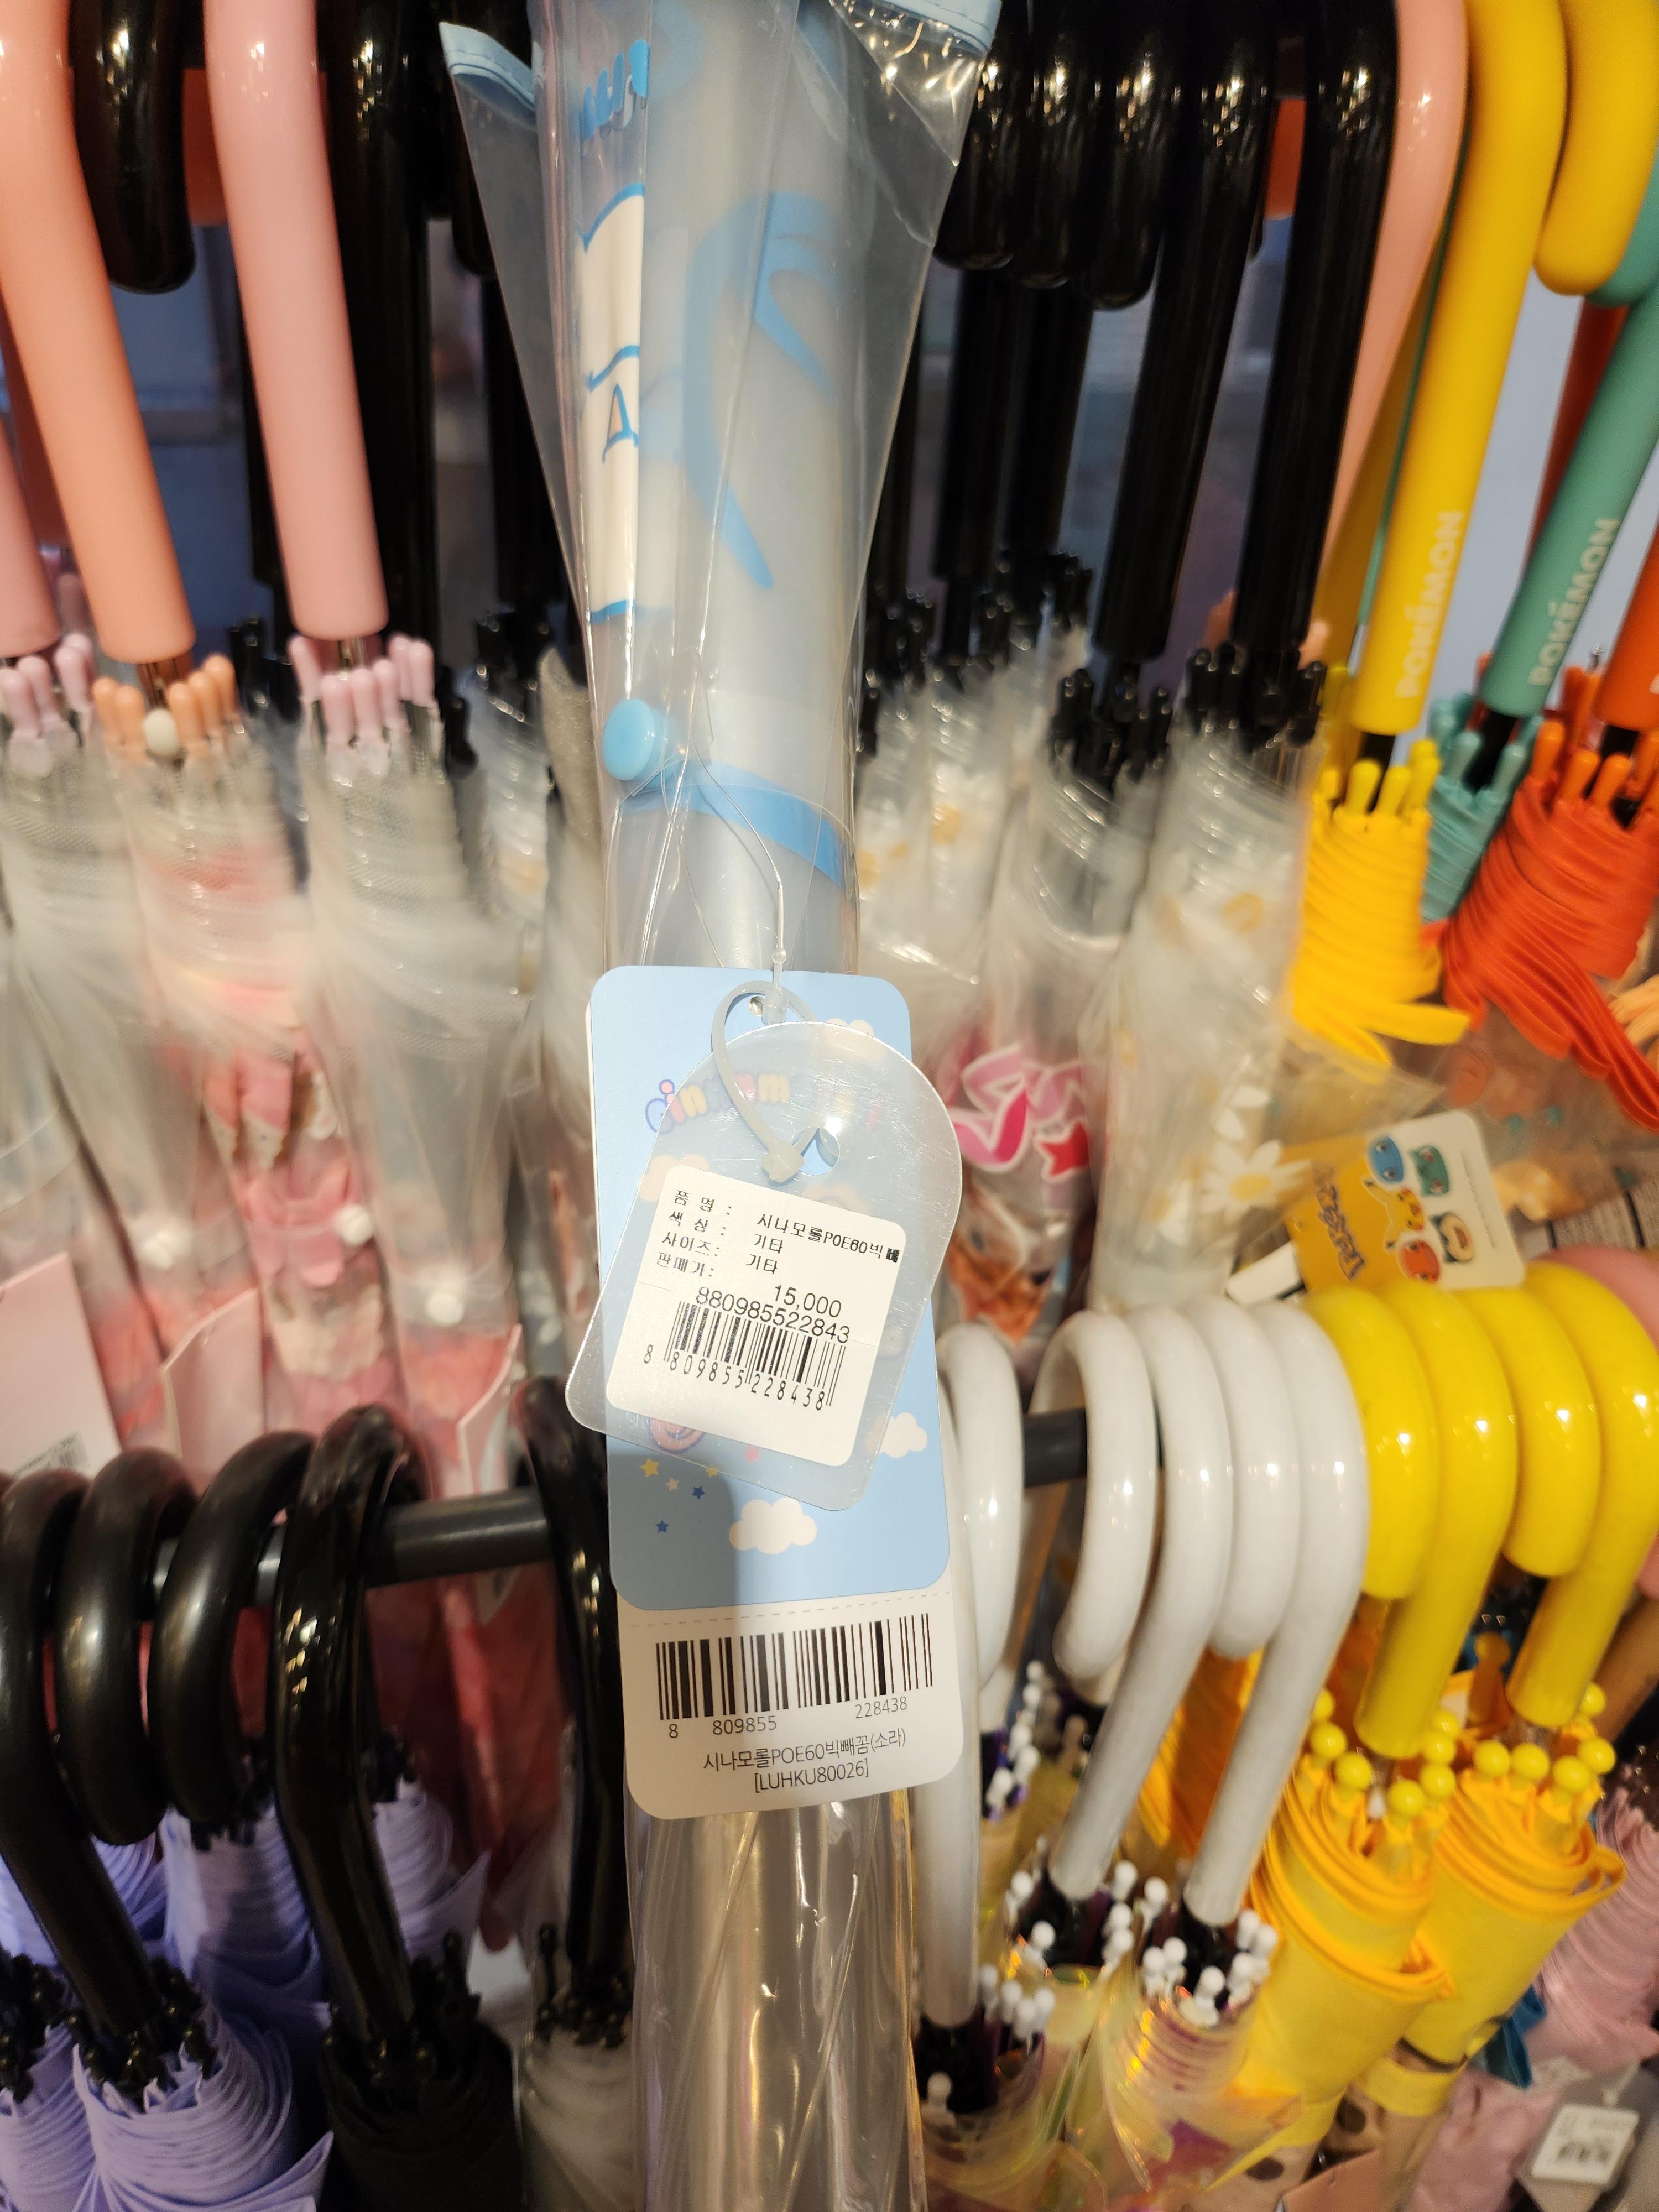 POKÉMON
POKÉMON
품 명 : 시나모롤POE60빅
색 상 : 기타
사이즈: 기타
판매가: 15,000
880985522843
8 809855 228438
8 809855 228438
시나모롤POE60빅빼꼼(소라)
[LUHKU80026]